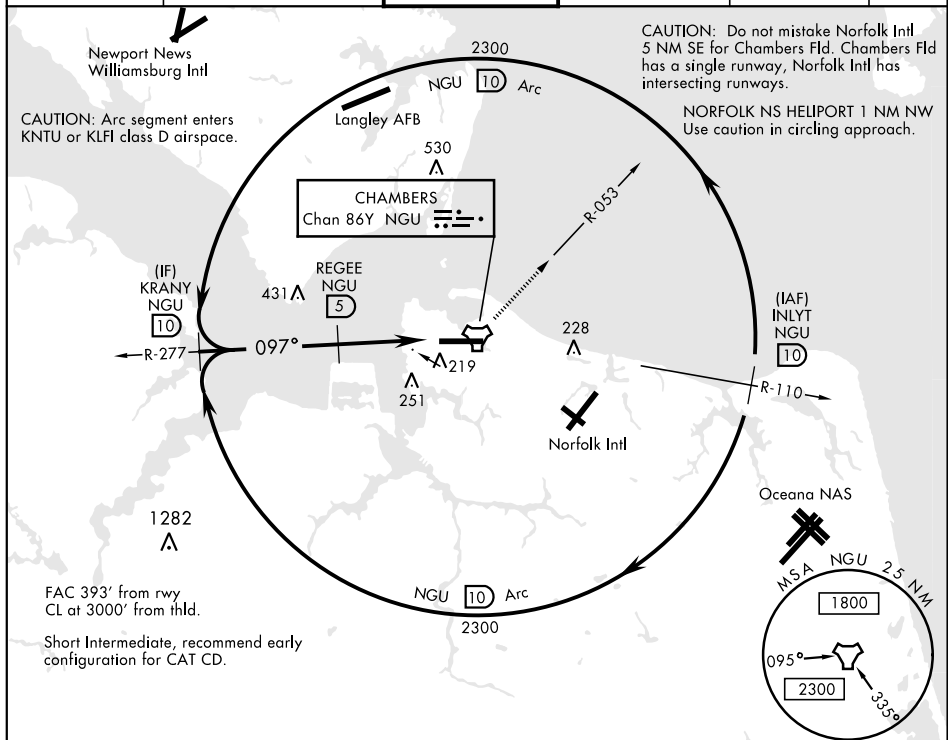 Newport News
Williamsburg Intl
CAUTION: Arc segment enters
KNTU or KLFI class D airspace.
2300
NGU 10 Arc
Langley AFB
CAUTION: Do not mistake Norfolk Intl
5 NM SE for Chambers Fld. Chambers Fld
has a single runway, Norfolk Intl has
intersecting runways.
NORFOLK NS HELIPORT 1 NM NW
Use caution in circling approach.
530
CHAMBERS
Chan 86Y NGU
R-053
(IF)
KRANY
NGU
10
431
REGEE
NGU
5
R-277
097°
219
251
228
(IAF)
INLYT
NGU
10
R-110
Norfolk Intl
Oceana NAS
1282
FAC 393' from rwy
CL at 3000' from thld.
Short Intermediate, recommend early
configuration for CAT CD.
NGU 10 Arc
2300
MSA NGU 25 NM
1800
095°
2300
335°